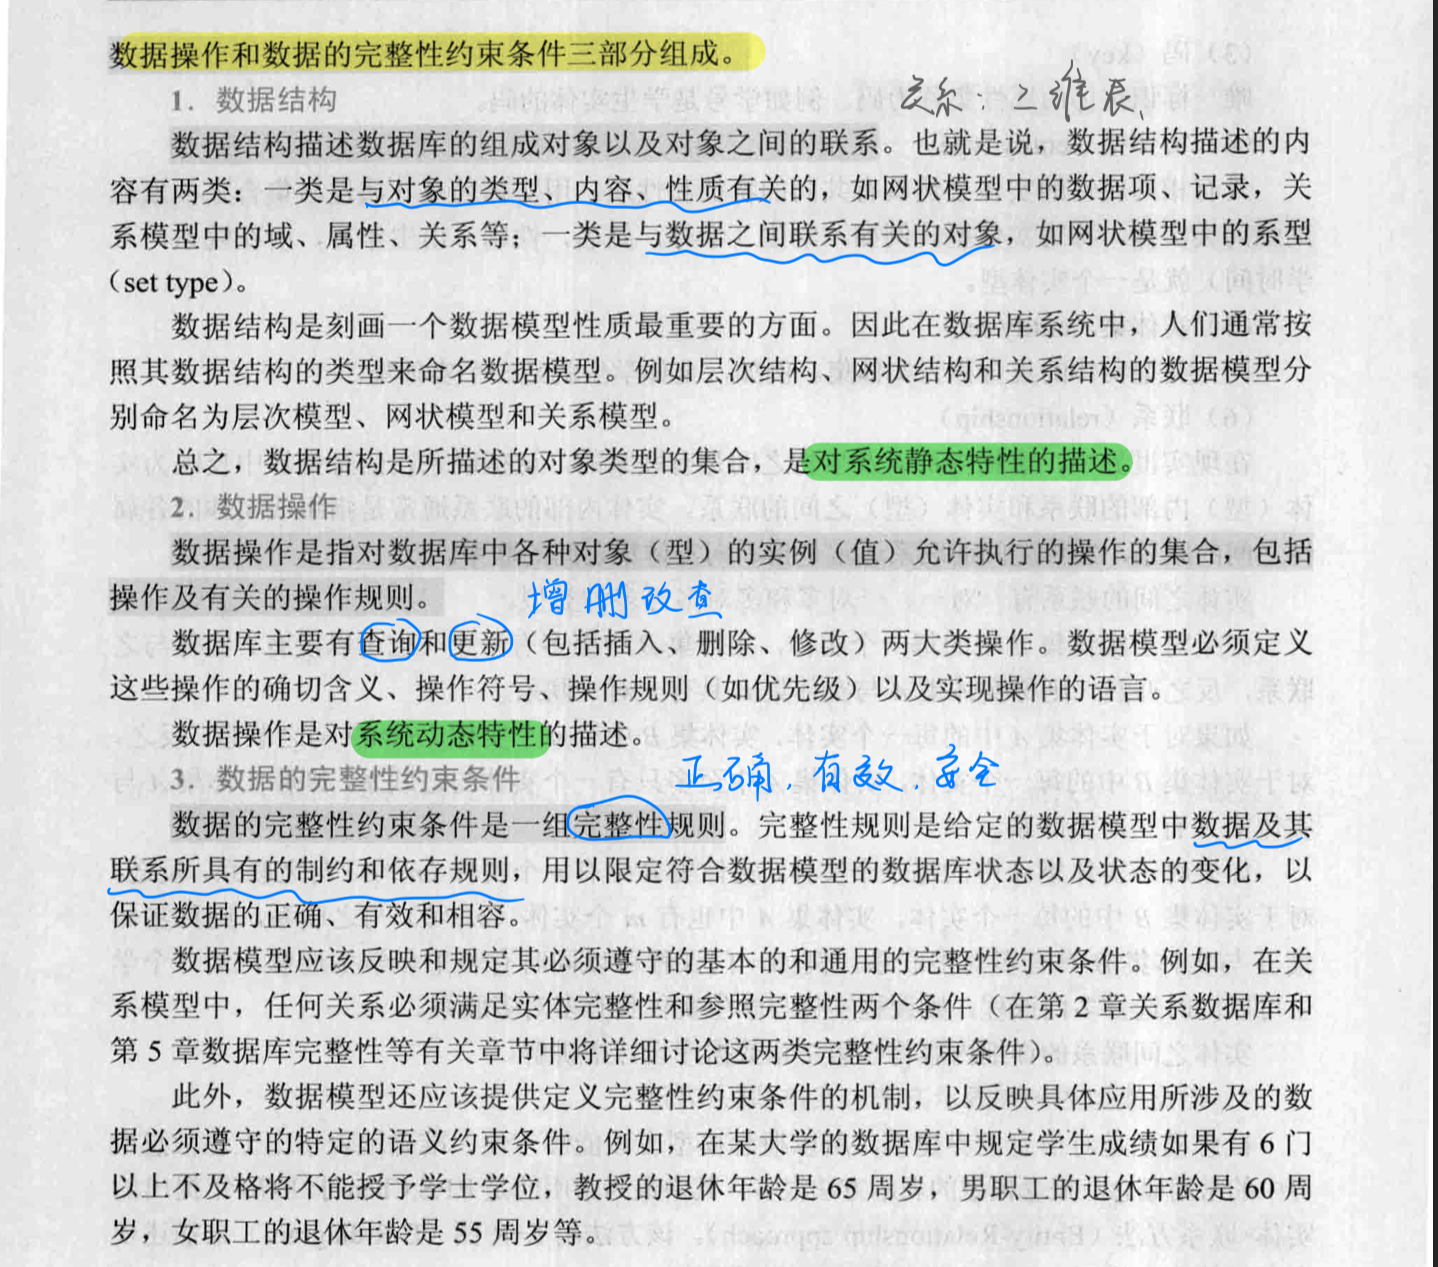 数据操作和数据的完整性约束条件三部分组成。
1. 数据结构
关系：二维表
数据结构描述数据库的组成对象以及对象之间的联系。也就是说，数据结构描述的内
容有两类：一类是与对象的类型、内容、性质有关的，如网状模型中的数据项、记录，关
系模型中的域、属性、关系等；一类是与数据之间联系有关的对象，如网状模型中的系型
（set type）。
数据结构是刻画一个数据模型性质最重要的方面。因此在数据库系统中，人们通常按
照其数据结构的类型来命名数据模型。例如层次结构、网状结构和关系结构的数据模型分
别命名为层次模型、网状模型和关系模型。
总之，数据结构是所描述的对象类型的集合，是对系统静态特性的描述。
2. 数据操作
数据操作是指对数据库中各种对象（型）的实例（值）允许执行的操作的集合，包括
操作及有关的操作规则。
增删改查
数据库主要有查询和更新（包括插入、删除、修改）两大类操作。数据模型必须定义
这些操作的确切含义、操作符号、操作规则（如优先级）以及实现操作的语言。
数据操作是对系统动态特性的描述。
3. 数据的完整性约束条件
正确、有效、安全
数据的完整性约束条件是一组完整性规则。完整性规则是给定的数据模型中数据及其
联系所具有的制约和依存规则，用以限定符合数据模型的数据库状态以及状态的变化，以
保证数据的正确、有效和相容。
数据模型应该反映和规定其必须遵守的基本的和通用的完整性约束条件。例如，在关
系模型中，任何关系必须满足实体完整性和参照完整性两个条件（在第 2 章关系数据库和
第 5 章数据库完整性等有关章节中将详细讨论这两类完整性约束条件）。
此外，数据模型还应该提供定义完整性约束条件的机制，以反映具体应用所涉及的数
据必须遵守的特定的语义约束条件。例如，在某大学的数据库中规定学生成绩如果有 6 门
以上不及格将不能授予学士学位，教授的退休年龄是 65 周岁，男职工的退休年龄是 60 周
岁，女职工的退休年龄是 55 周岁等。